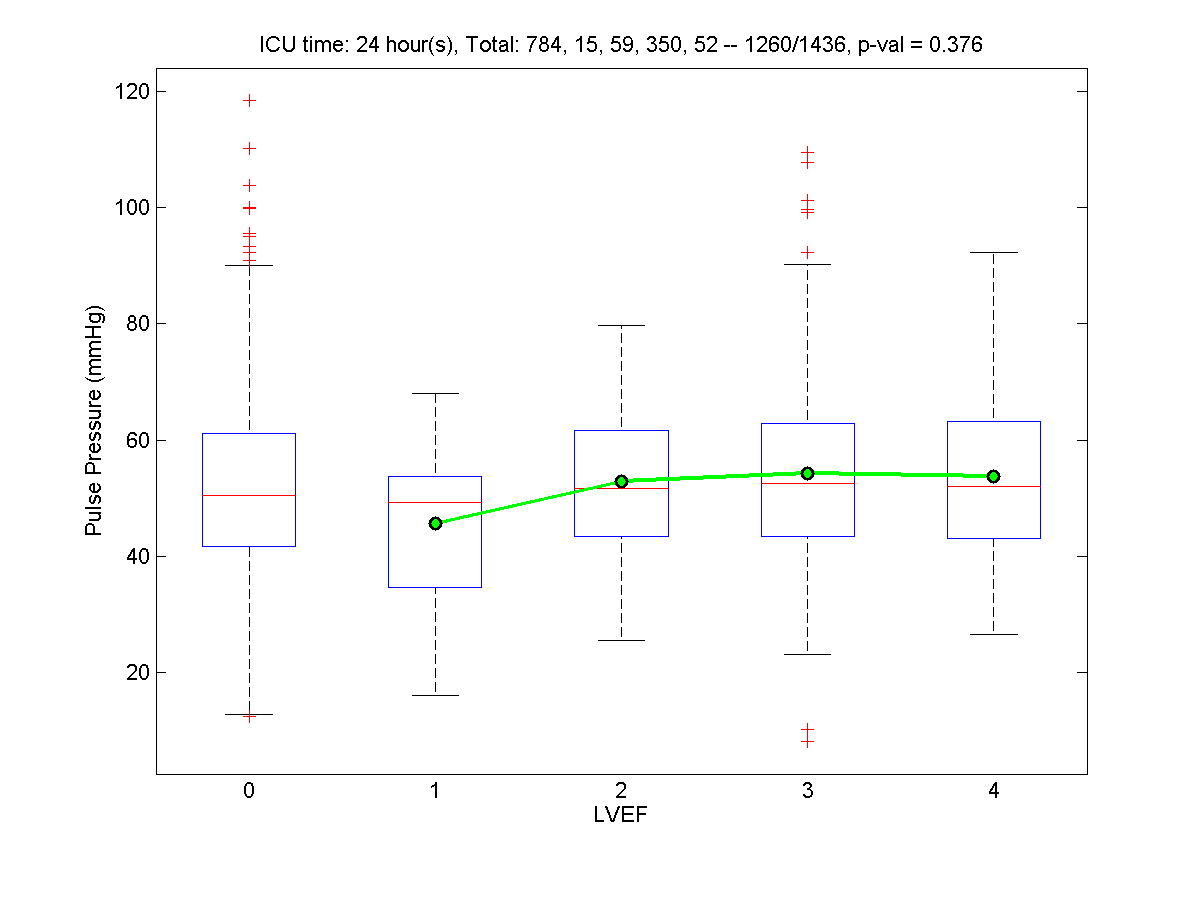 ICU time: 24 hour(s), Total: 784, 15, 59, 350, 52 -- 1260/1436, p-val = 0.376
120
100
80
60
40
20
Pulse Pressure (mmHg)
0 1 2 3 4
LVEF